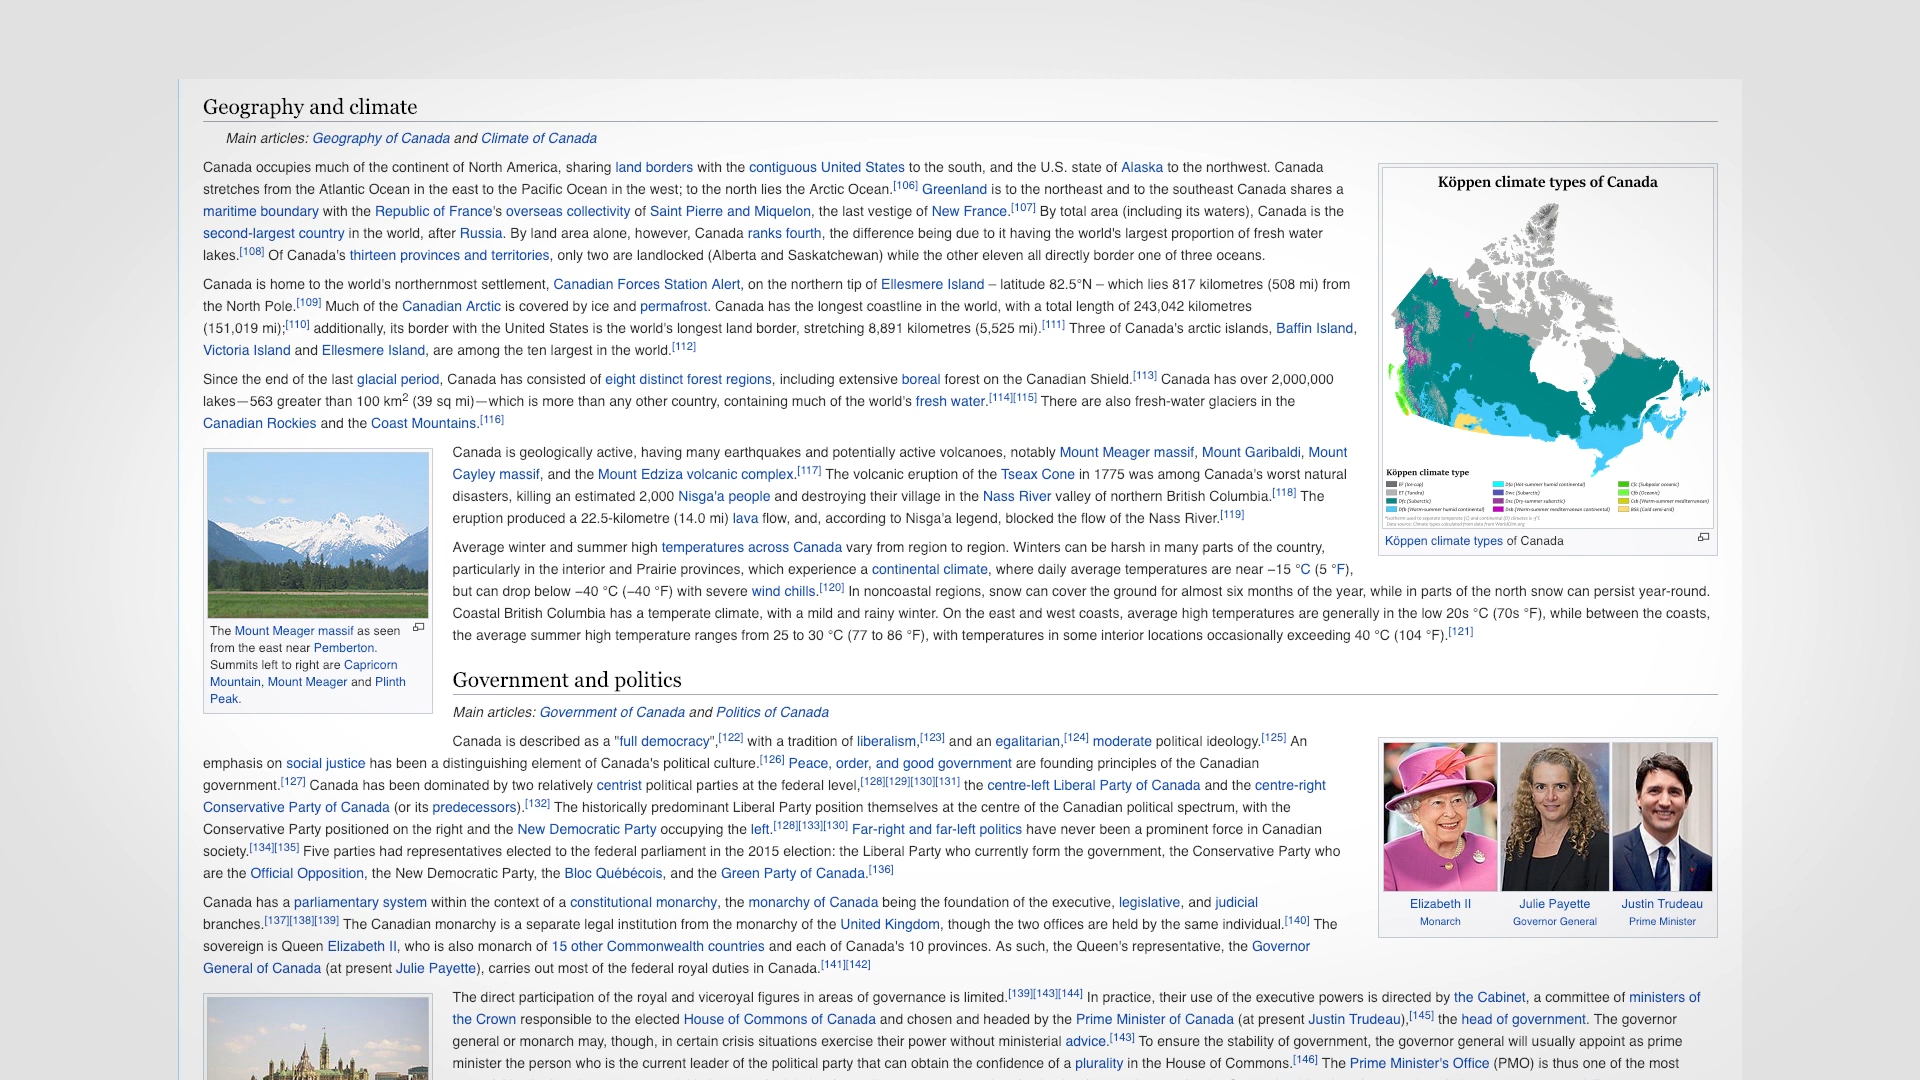 Geography and climate
Main articles: Geography of Canada and Climate of Canada
Canada occupies much of the continent of North America, sharing land borders with the contiguous United States to the south, and the U.S. state of Alaska to the northwest. Canada
stretches from the Atlantic Ocean in the east to the Pacific Ocean in the west; to the north lies the Arctic Ocean.[106] Greenland is to the northeast and to the southeast Canada shares a
maritime boundary with the Republic of France's overseas collectivity of Saint Pierre and Miquelon, the last vestige of New France.[107] By total area (including its waters), Canada is the
second-largest country in the world, after Russia. By land area alone, however, Canada ranks fourth, the difference being due to it having the world's largest proportion of fresh water
lakes.[108] Of Canada's thirteen provinces and territories, only two are landlocked (Alberta and Saskatchewan) while the other eleven all directly border one of three oceans.
Canada is home to the world's northernmost settlement, Canadian Forces Station Alert, on the northern tip of Ellesmere Island – latitude 82.5°N – which lies 817 kilometres (508 mi) from
the North Pole.[109] Much of the Canadian Arctic is covered by ice and permafrost. Canada has the longest coastline in the world, with a total length of 243,042 kilometres
(151,019 mi);[110] additionally, its border with the United States is the world's longest land border, stretching 8,891 kilometres (5,525 mi).[111] Three of Canada's arctic islands, Baffin Island,
Victoria Island and Ellesmere Island, are among the ten largest in the world.[112]
Since the end of the last glacial period, Canada has consisted of eight distinct forest regions, including extensive boreal forest on the Canadian Shield.[113] Canada has over 2,000,000
lakes—563 greater than 100 km2 (39 sq mi)—which is more than any other country, containing much of the world's fresh water.[114][115] There are also fresh-water glaciers in the
Canadian Rockies and the Coast Mountains.[116]
Köppen climate types of Canada
Köppen climate type
EF (Ice-cap)
ET (Tundra)
Dfc (Subarctic)
Dfb (Warm-summer humid continental)
Dfa (Hot-summer humid continental)
Dwc (Subarctic)
Dsc (Dry-summer subarctic)
Dsb (Warm-summer mediterranean continental)
Cfc (Subpolar oceanic)
Cfb (Oceanic)
Csb (Warm-summer mediterranean)
BSk (Cold semi-arid)
Köppen climate types of Canada
Canada is geologically active, having many earthquakes and potentially active volcanoes, notably Mount Meager massif, Mount Garibaldi, Mount
Cayley massif, and the Mount Edziza volcanic complex.[117] The volcanic eruption of the Tseax Cone in 1775 was among Canada's worst natural
disasters, killing an estimated 2,000 Nisga'a people and destroying their village in the Nass River valley of northern British Columbia.[118] The
eruption produced a 22.5-kilometre (14.0 mi) lava flow, and, according to Nisga'a legend, blocked the flow of the Nass River.[119]
Average winter and summer high temperatures across Canada vary from region to region. Winters can be harsh in many parts of the country,
particularly in the interior and Prairie provinces, which experience a continental climate, where daily average temperatures are near −15 °C (5 °F),
but can drop below −40 °C (−40 °F) with severe wind chills.[120] In noncoastal regions, snow can cover the ground for almost six months of the year, while in parts of the north snow can persist year-round.
Coastal British Columbia has a temperate climate, with a mild and rainy winter. On the east and west coasts, average high temperatures are generally in the low 20s °C (70s °F), while between the coasts,
the average summer high temperature ranges from 25 to 30 °C (77 to 86 °F), with temperatures in some interior locations occasionally exceeding 40 °C (104 °F).[121]
The Mount Meager massif as seen
from the east near Pemberton.
Summits left to right are Capricorn
Mountain, Mount Meager and Plinth
Peak.
Government and politics
Main articles: Government of Canada and Politics of Canada
Canada is described as a "full democracy",[122] with a tradition of liberalism,[123] and an egalitarian,[124] moderate political ideology.[125] An
emphasis on social justice has been a distinguishing element of Canada's political culture.[126] Peace, order, and good government are founding principles of the Canadian
government.[127] Canada has been dominated by two relatively centrist political parties at the federal level,[128][129][130][131] the centre-left Liberal Party of Canada and the centre-right
Conservative Party of Canada (or its predecessors).[132] The historically predominant Liberal Party position themselves at the centre of the Canadian political spectrum, with the
Conservative Party positioned on the right and the New Democratic Party occupying the left.[128][133][130] Far-right and far-left politics have never been a prominent force in Canadian
society.[134][135] Five parties had representatives elected to the federal parliament in the 2015 election: the Liberal Party who currently form the government, the Conservative Party who
are the Official Opposition, the New Democratic Party, the Bloc Québécois, and the Green Party of Canada.[136]
Elizabeth II
Monarch
Julie Payette
Governor General
Justin Trudeau
Prime Minister
Canada has a parliamentary system within the context of a constitutional monarchy, the monarchy of Canada being the foundation of the executive, legislative, and judicial
branches.[137][138][139] The Canadian monarchy is a separate legal institution from the monarchy of the United Kingdom, though the two offices are held by the same individual.[140] The
sovereign is Queen Elizabeth II, who is also monarch of 15 other Commonwealth countries and each of Canada's 10 provinces. As such, the Queen's representative, the Governor
General of Canada (at present Julie Payette), carries out most of the federal royal duties in Canada.[141][142]
The direct participation of the royal and viceroyal figures in areas of governance is limited.[139][143][144] In practice, their use of the executive powers is directed by the Cabinet, a committee of ministers of
the Crown responsible to the elected House of Commons of Canada and chosen and headed by the Prime Minister of Canada (at present Justin Trudeau),[145] the head of government. The governor
general or monarch may, though, in certain crisis situations exercise their power without ministerial advice.[143] To ensure the stability of government, the governor general will usually appoint as prime
minister the person who is the current leader of the political party that can obtain the confidence of a plurality in the House of Commons.[146] The Prime Minister's Office (PMO) is thus one of the most